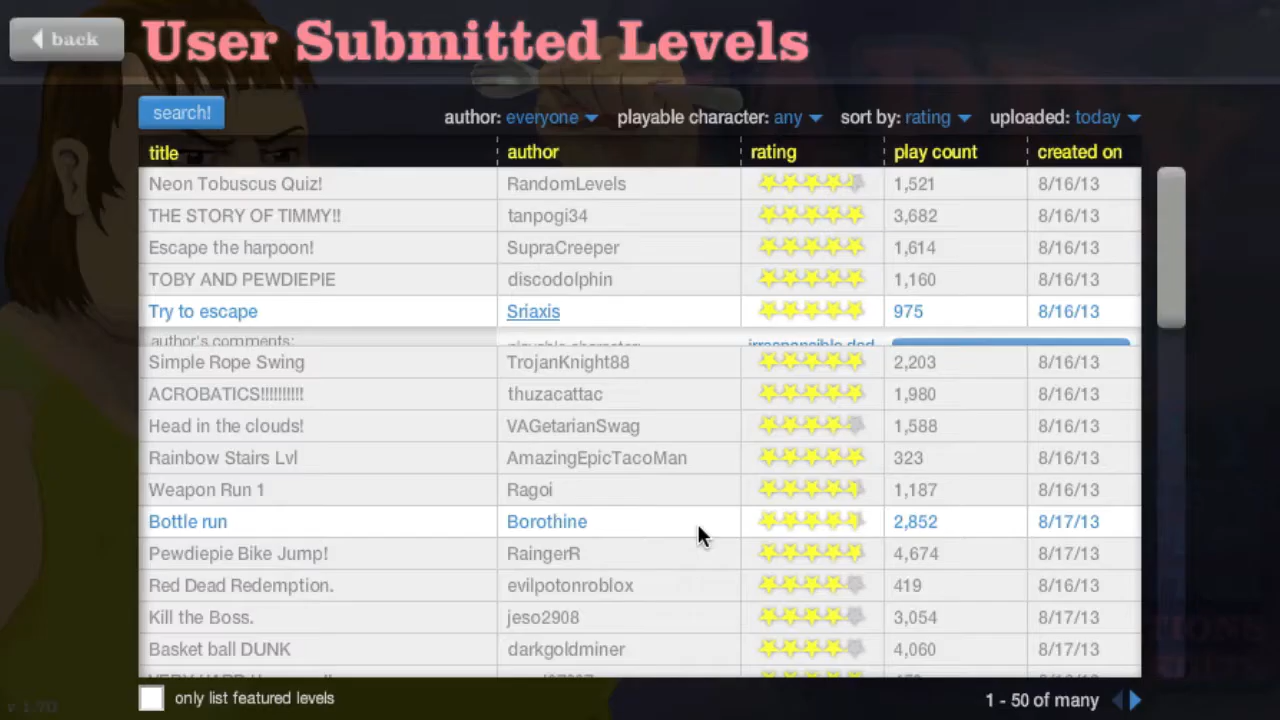 back
User Submitted Levels
search!
author: everyone playable character: any sort by: rating uploaded: today
title author rating play count created on
Neon Tobuscus Quiz! RandomLevels 1,521 8/16/13
THE STORY OF TIMMY!! tanpogi34 3,682 8/16/13
Escape the harpoon! SupraCreeper 1,614 8/16/13
TOBY AND PEWDIEPIE discodolphin 1,160 8/16/13
Try to escape Sriaxis 975 8/16/13
author's comments: playable character: irresponsible dad
Simple Rope Swing TrojanKnight88 2,203 8/16/13
ACROBATICS!!!!!!!!!! thuzacattac 1,980 8/16/13
Head in the clouds! VAGetarianSwag 1,588 8/16/13
Rainbow Stairs Lvl AmazingEpicTacoMan 323 8/16/13
Weapon Run 1 Ragoi 1,187 8/16/13
Bottle run Borothine 2,852 8/17/13
Pewdiepie Bike Jump! RaingerR 4,674 8/17/13
Red Dead Redemption. evilpotonroblox 419 8/16/13
Kill the Boss. jeso2908 3,054 8/17/13
Basket ball DUNK darkgoldminer 4,060 8/17/13
only list featured levels 1 - 50 of many
v 1.70